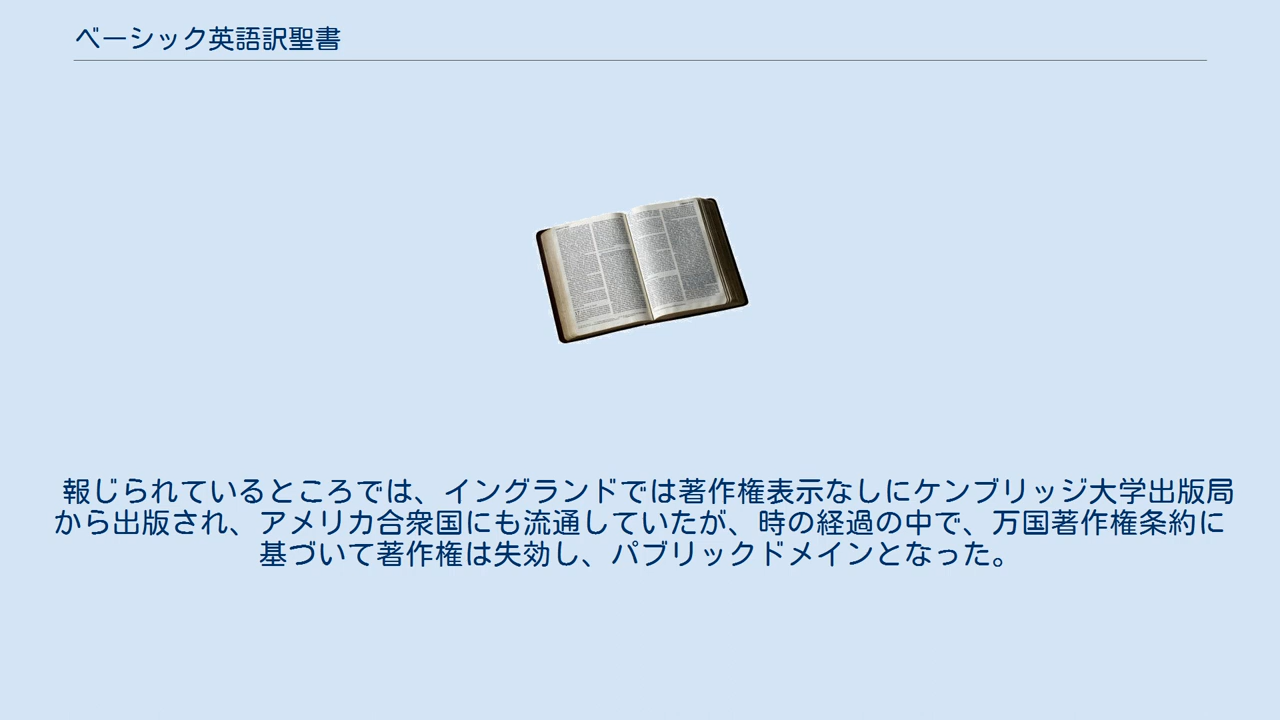 ベーシック英語訳聖書
報じられているところでは、イングランドでは著作権表示なしにケンブリッジ大学出版局
から出版され、アメリカ合衆国にも流通していたが、時の経過の中で、万国著作権条約に
基づいて著作権は失効し、パブリックドメインとなった。